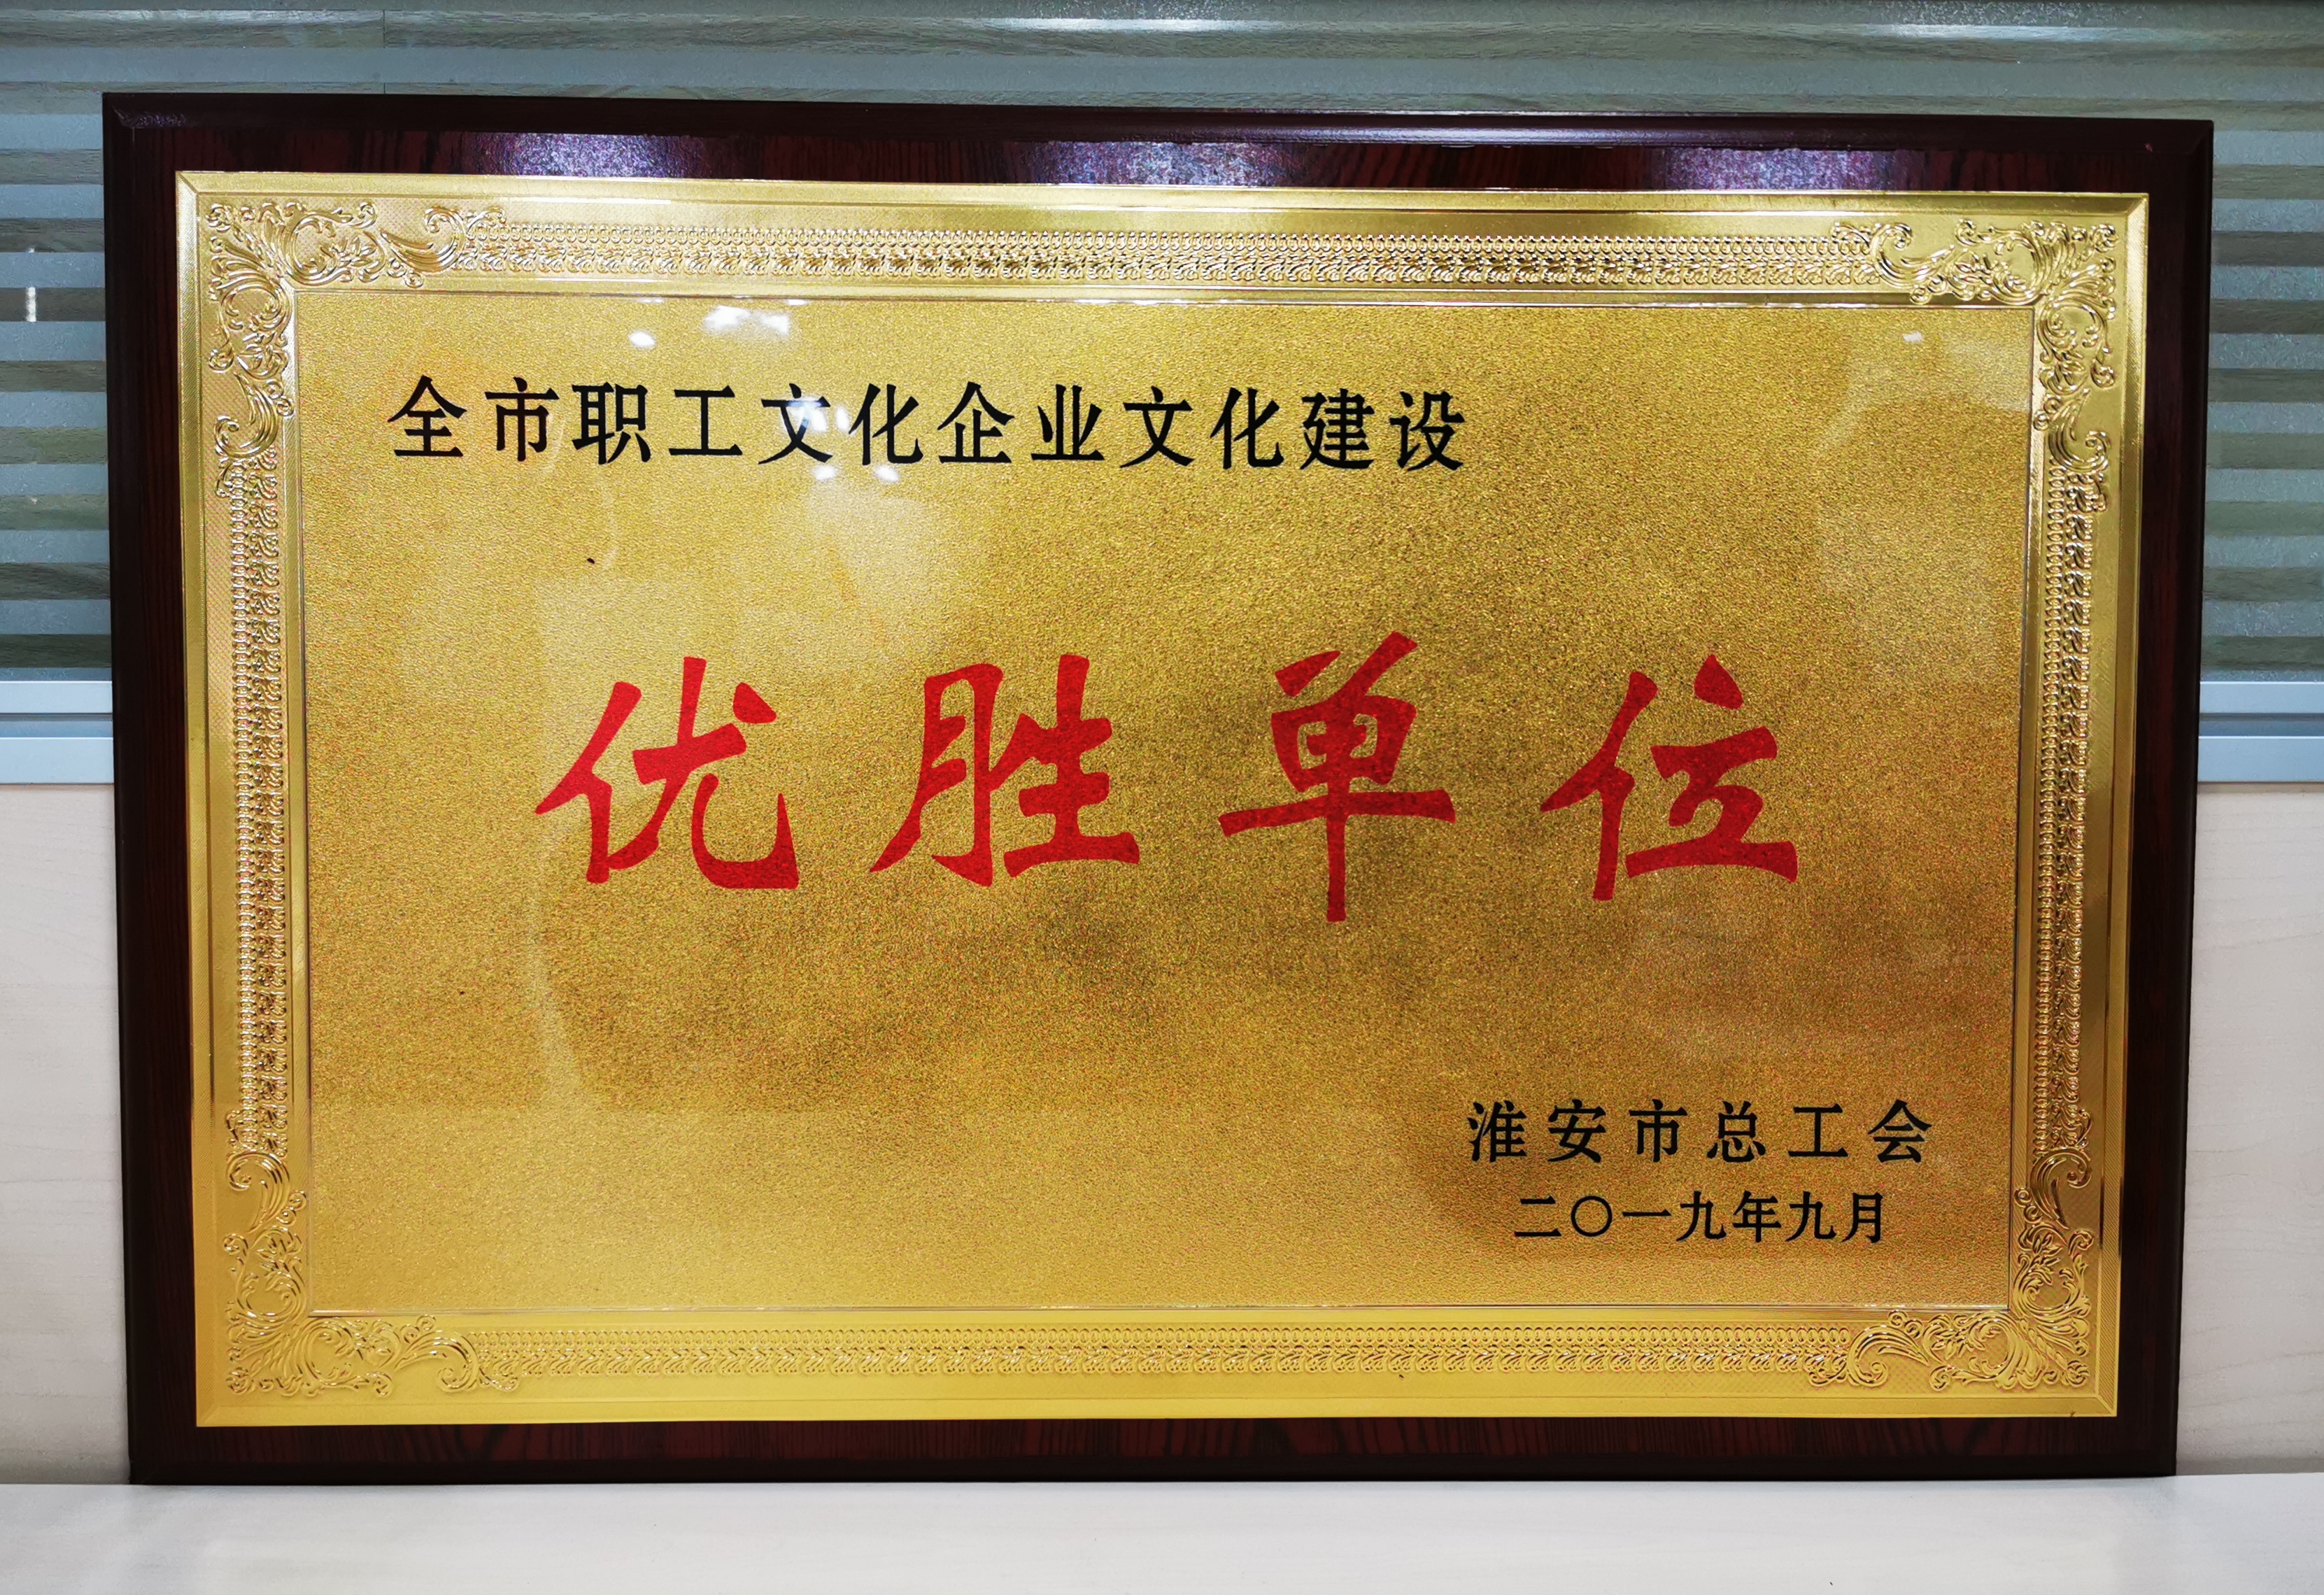 全市职工文化企业文化建设
优胜单位
淮安市总工会
二〇一九年九月